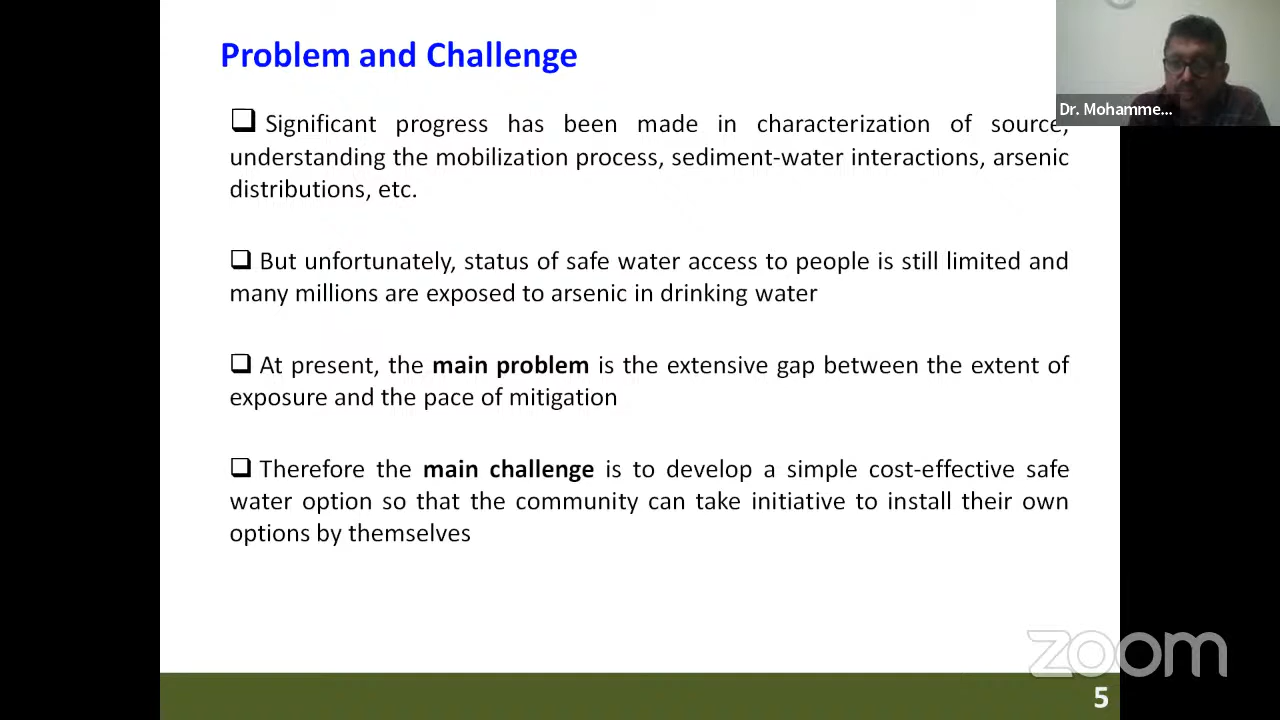 Problem and Challenge
Dr. Mohamme...
Significant progress has been made in characterization of source,
understanding the mobilization process, sediment-water interactions, arsenic
distributions, etc.
But unfortunately, status of safe water access to people is still limited and
many millions are exposed to arsenic in drinking water
At present, the main problem is the extensive gap between the extent of
exposure and the pace of mitigation
Therefore the main challenge is to develop a simple cost-effective safe
water option so that the community can take initiative to install their own
options by themselves
zoom
5